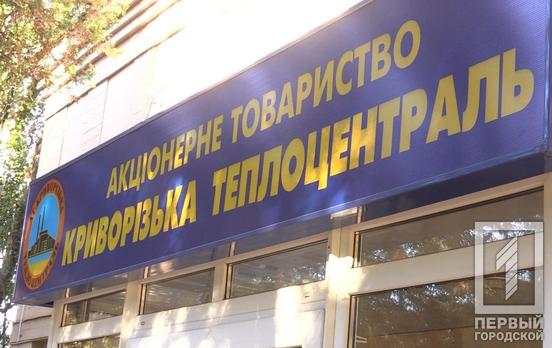 АКЦІОНЕРНЕ ТОВАРИСТВО
КРИВОРІЗЬКА ТЕПЛОЦЕНТРАЛЬ
ПЕРВЫЙ
ГОРОДСКОЙ